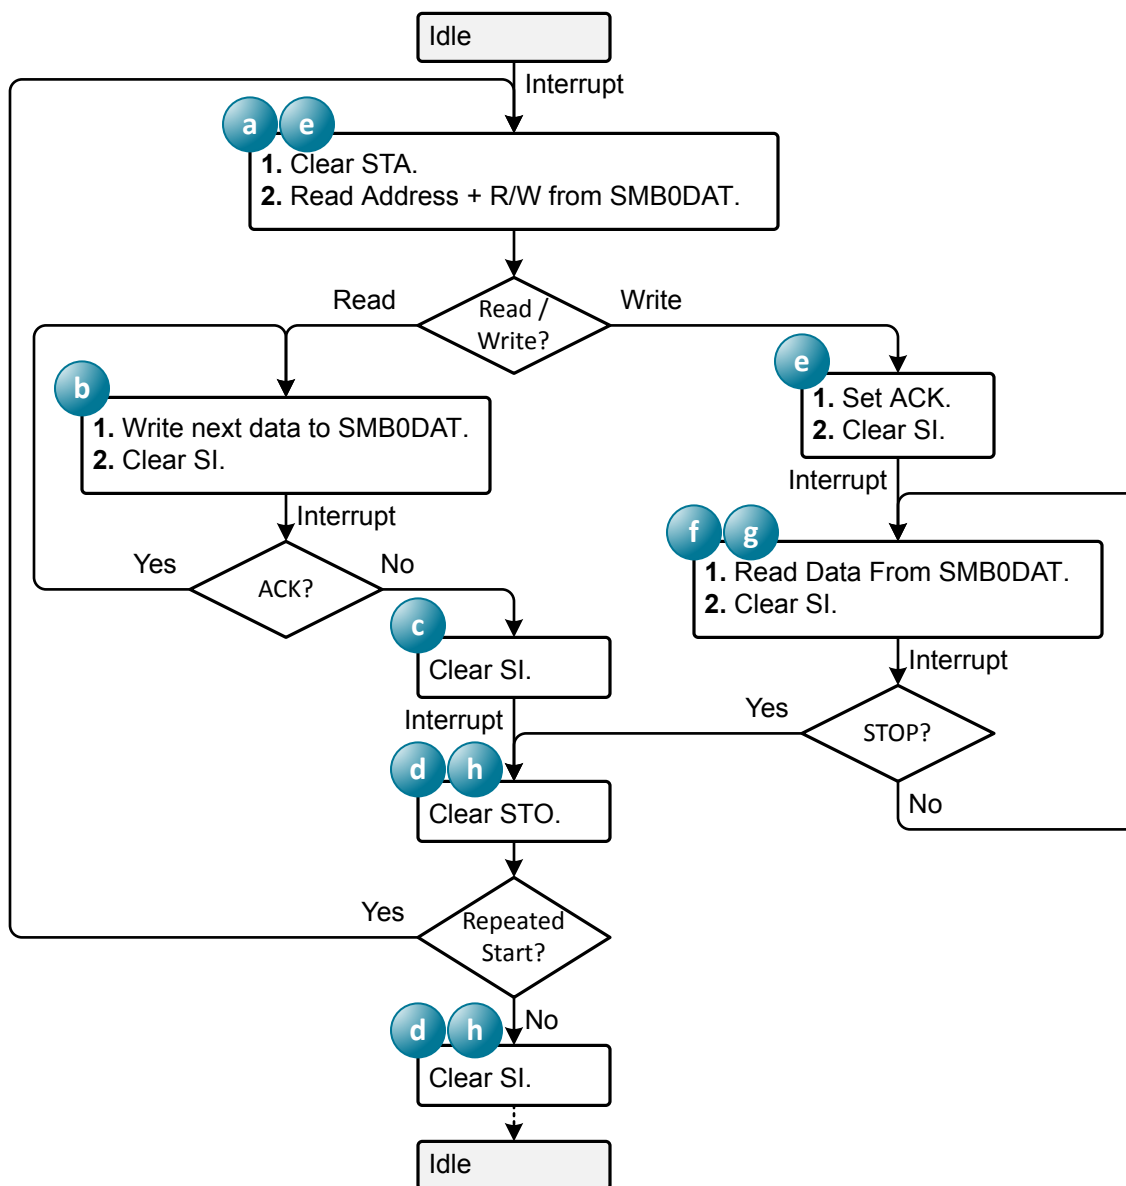 Idle
Interrupt
a e
1. Clear STA.
2. Read Address + R/W from SMB0DAT.
Read
Read /
Write?
Write
b
1. Write next data to SMB0DAT.
2. Clear SI.
e
1. Set ACK.
2. Clear SI.
Interrupt
Interrupt
Yes
ACK?
No
f g
1. Read Data From SMB0DAT.
2. Clear SI.
c
Clear SI.
Interrupt
Interrupt
Yes
STOP?
No
d h
Clear STO.
Yes
Repeated
Start?
No
d h
Clear SI.
Idle